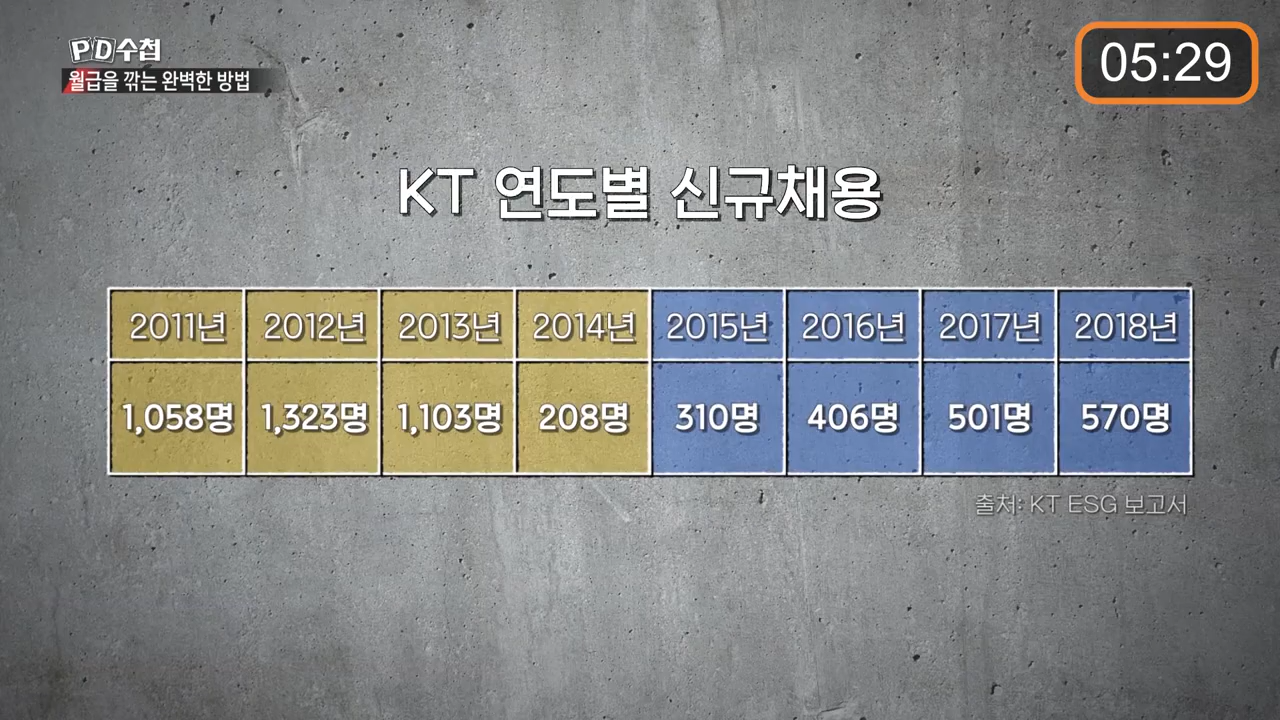 PD수첩
월급을 깎는 완벽한 방법
05:29
KT 연도별 신규채용
2011년 2012년 2013년 2014년 2015년 2016년 2017년 2018년
1,058명 1,323명 1,103명 208명 310명 406명 501명 570명
출처: KT ESG 보고서